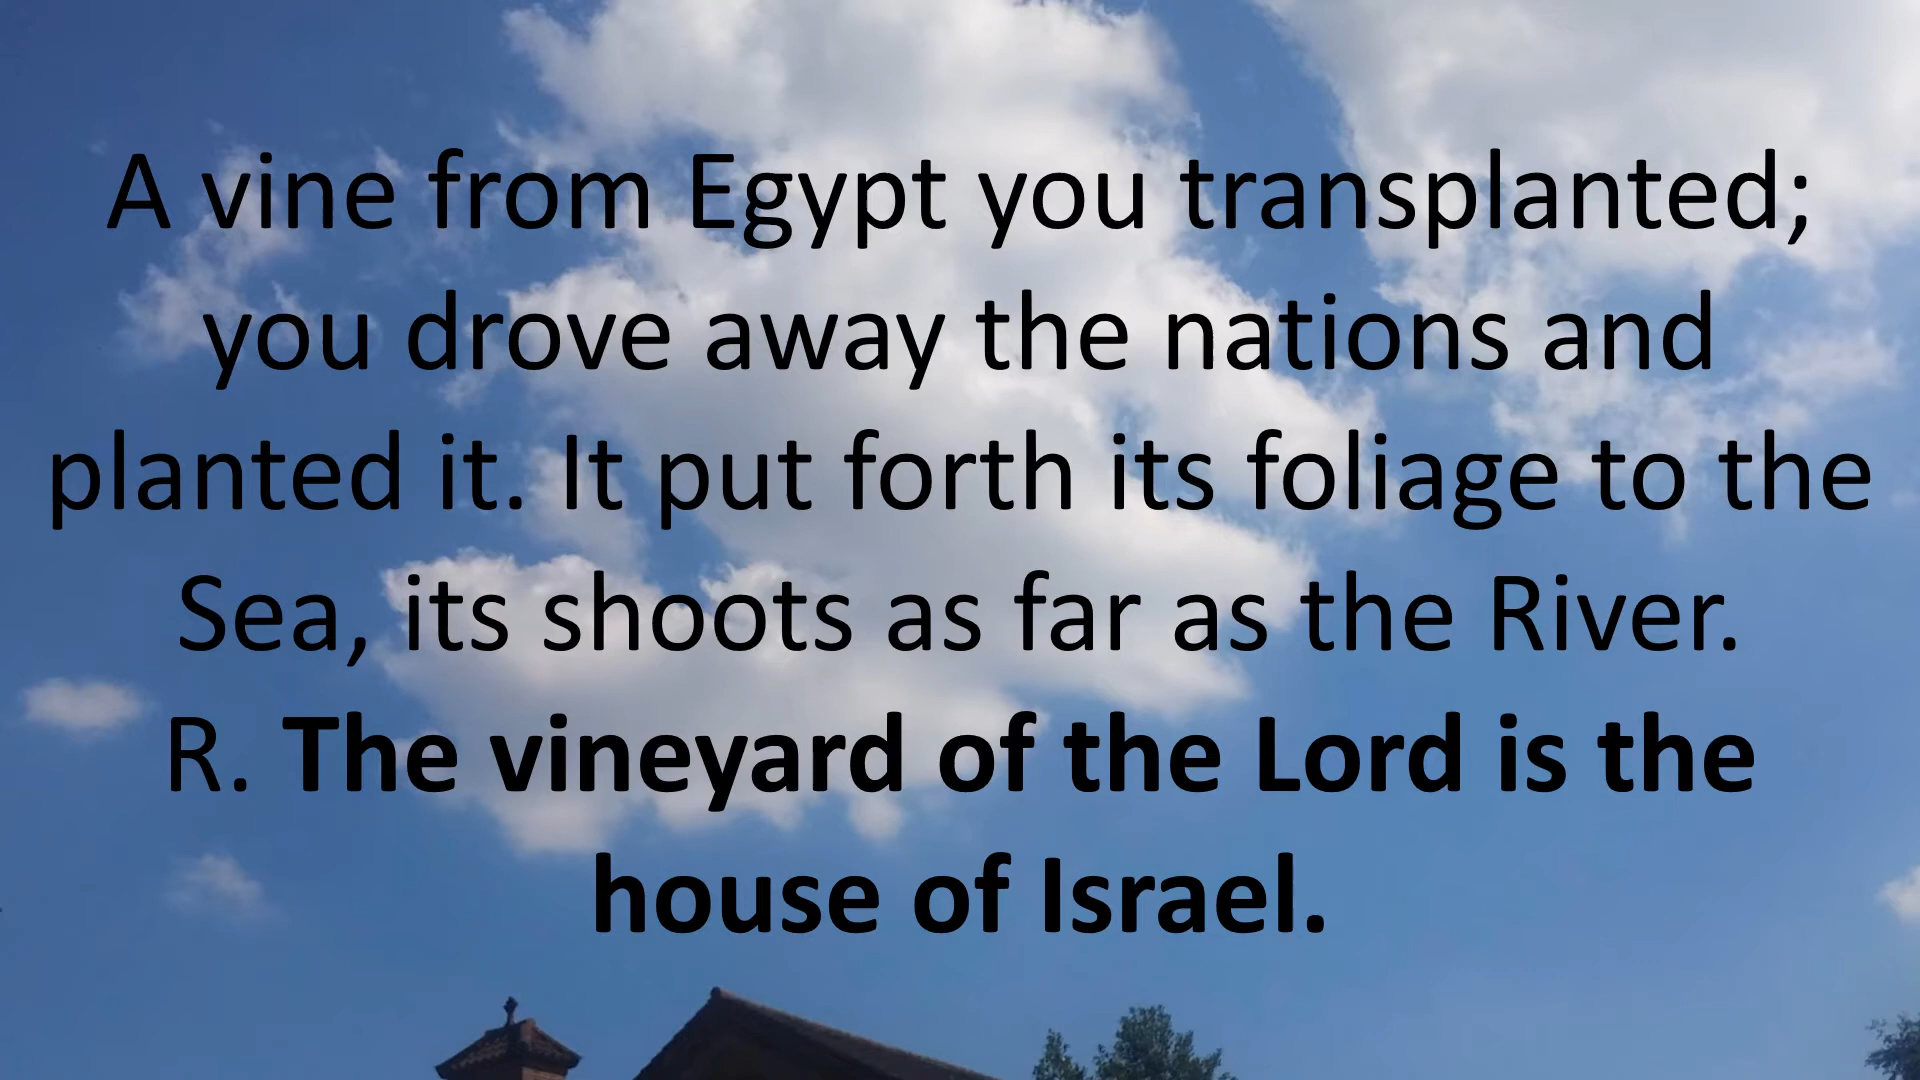 A vine from Egypt you transplanted;
you drove away the nations and
planted it. It put forth its foliage to the
Sea, its shoots as far as the River.
R. The vineyard of the Lord is the
house of Israel.